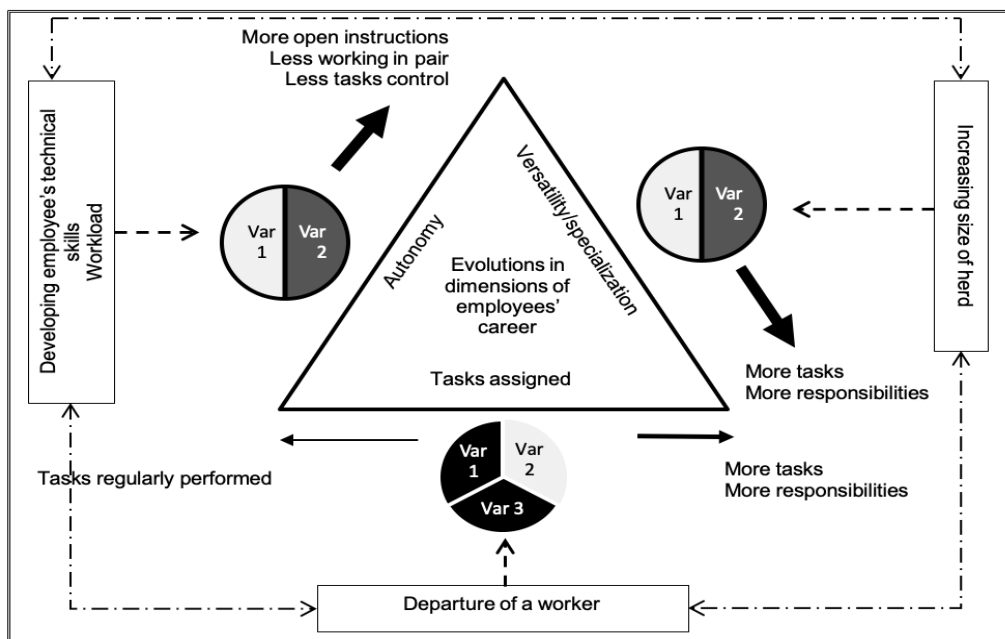 More open instructions
Less working in pair
Less tasks control
Developing employee's technical
skills
Workload
Var
1
Var
2
Autonomy
Versatility/specialization
Evolutions in
dimensions of
employees'
career
Tasks assigned
Var
1
Var
2
Increasing size of herd
More tasks
More responsibilities
Tasks regularly performed
Var
1
Var
2
Var 3
More tasks
More responsibilities
Departure of a worker